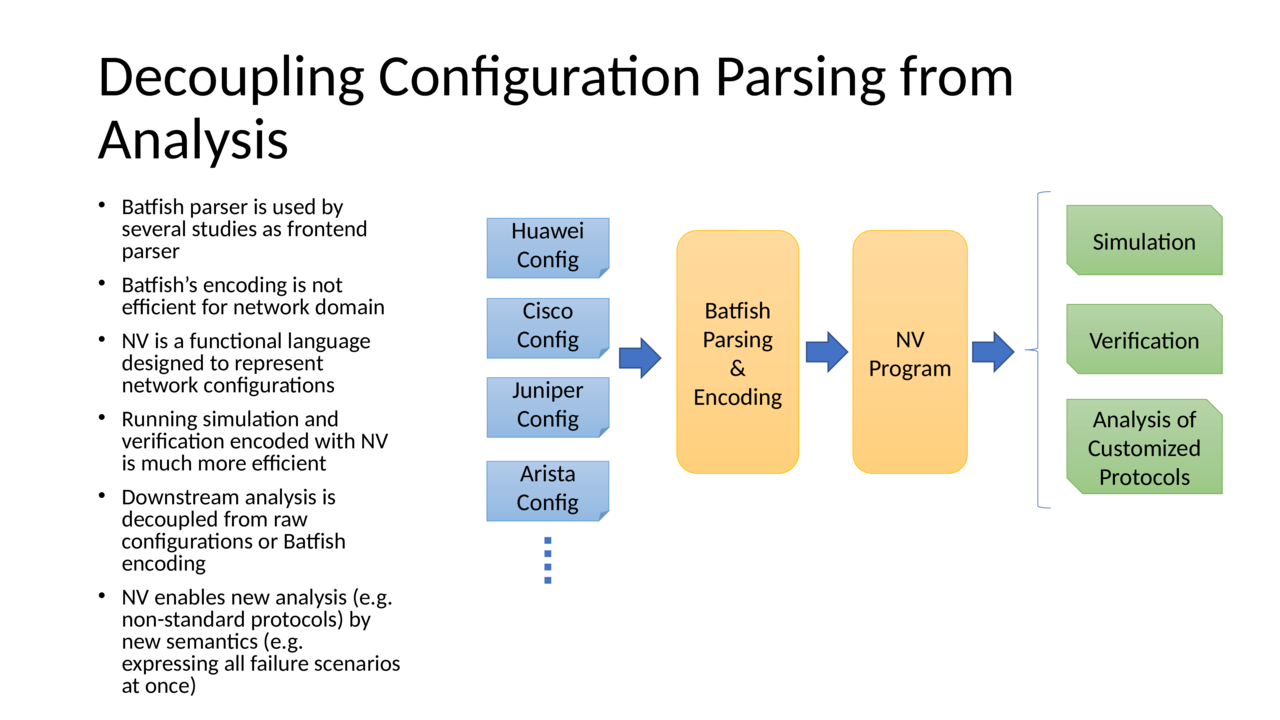 Decoupling Configuration Parsing from
Analysis
• Batfish parser is used by
several studies as frontend
parser
• Batfish’s encoding is not
efficient for network domain
• NV is a functional language
designed to represent
network configurations
• Running simulation and
verification encoded with NV
is much more efficient
• Downstream analysis is
decoupled from raw
configurations or Batfish
encoding
• NV enables new analysis (e.g.
non-standard protocols) by
new semantics (e.g.
expressing all failure scenarios
at once)
Huawei
Config
Cisco
Config
Juniper
Config
Arista
Config
Batfish
Parsing
&
Encoding
NV
Program
Simulation
Verification
Analysis of
Customized
Protocols